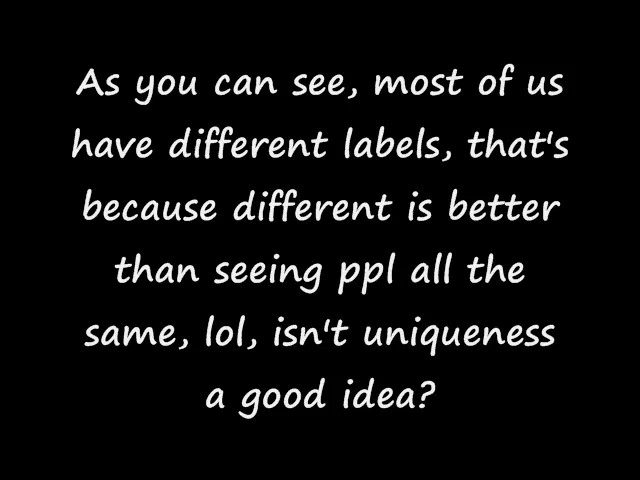 As you can see, most of us
have different labels, that's
because different is better
than seeing ppl all the
same, lol, isn't uniqueness
a good idea?